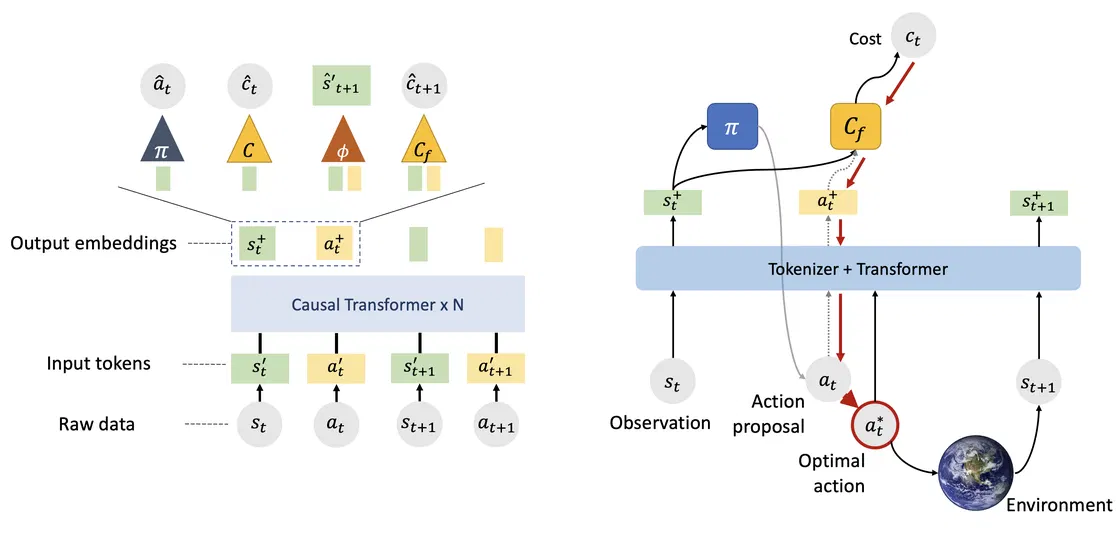 â_t
ĉ_t
ŝ'_{t+1}
ĉ_{t+1}
π
C
ϕ
C_f
Output embeddings
s_t^+
a_t^+
Causal Transformer x N
Input tokens
s'_t
a'_t
s'_{t+1}
a'_{t+1}
Raw data
s_t
a_t
s_{t+1}
a_{t+1}
Cost
c_t
π
C_f
s_t^+
a_t^+
s_{t+1}^+
Tokenizer + Transformer
s_t
a_t
s_{t+1}
Observation
Action
proposal
a_t^*
Optimal
action
Environment